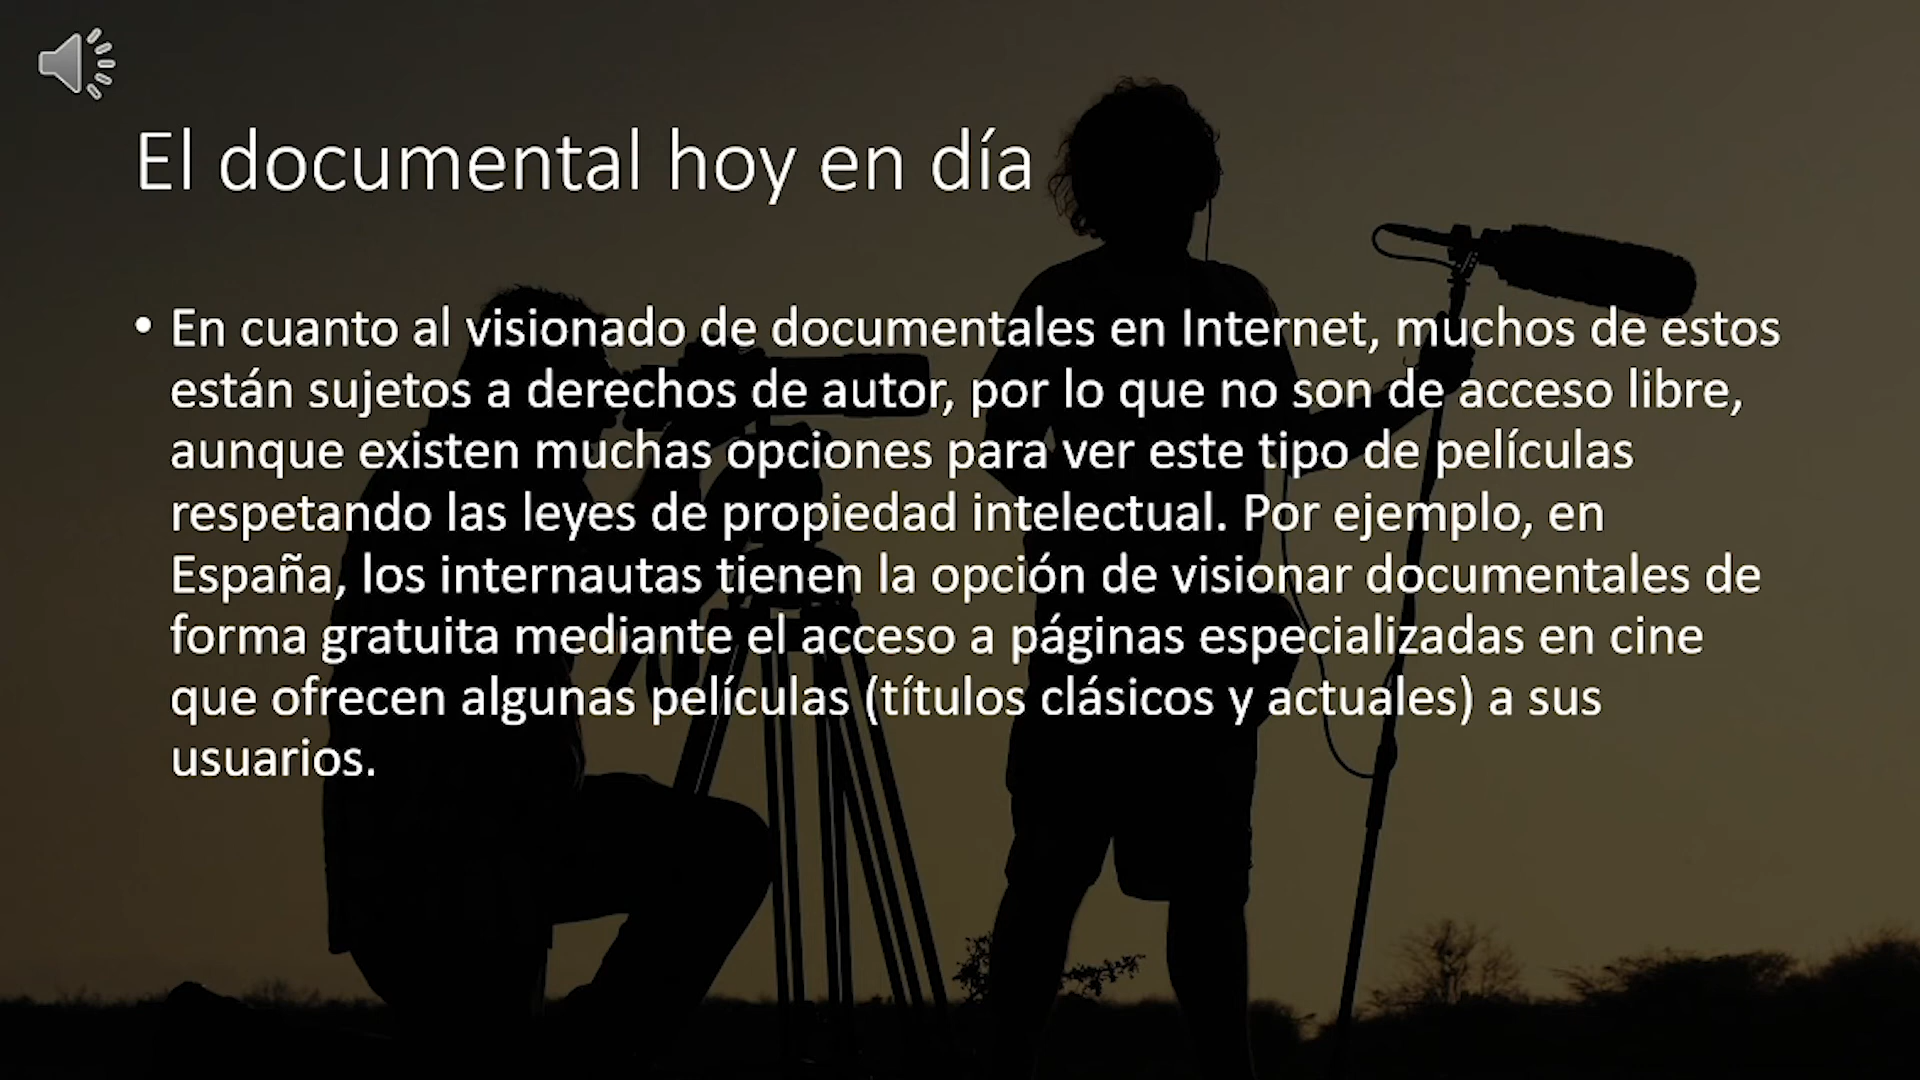 El documental hoy en día
• En cuanto al visionado de documentales en Internet, muchos de estos
están sujetos a derechos de autor, por lo que no son de acceso libre,
aunque existen muchas opciones para ver este tipo de películas
respetando las leyes de propiedad intelectual. Por ejemplo, en
España, los internautas tienen la opción de visionar documentales de
forma gratuita mediante el acceso a páginas especializadas en cine
que ofrecen algunas películas (títulos clásicos y actuales) a sus
usuarios.